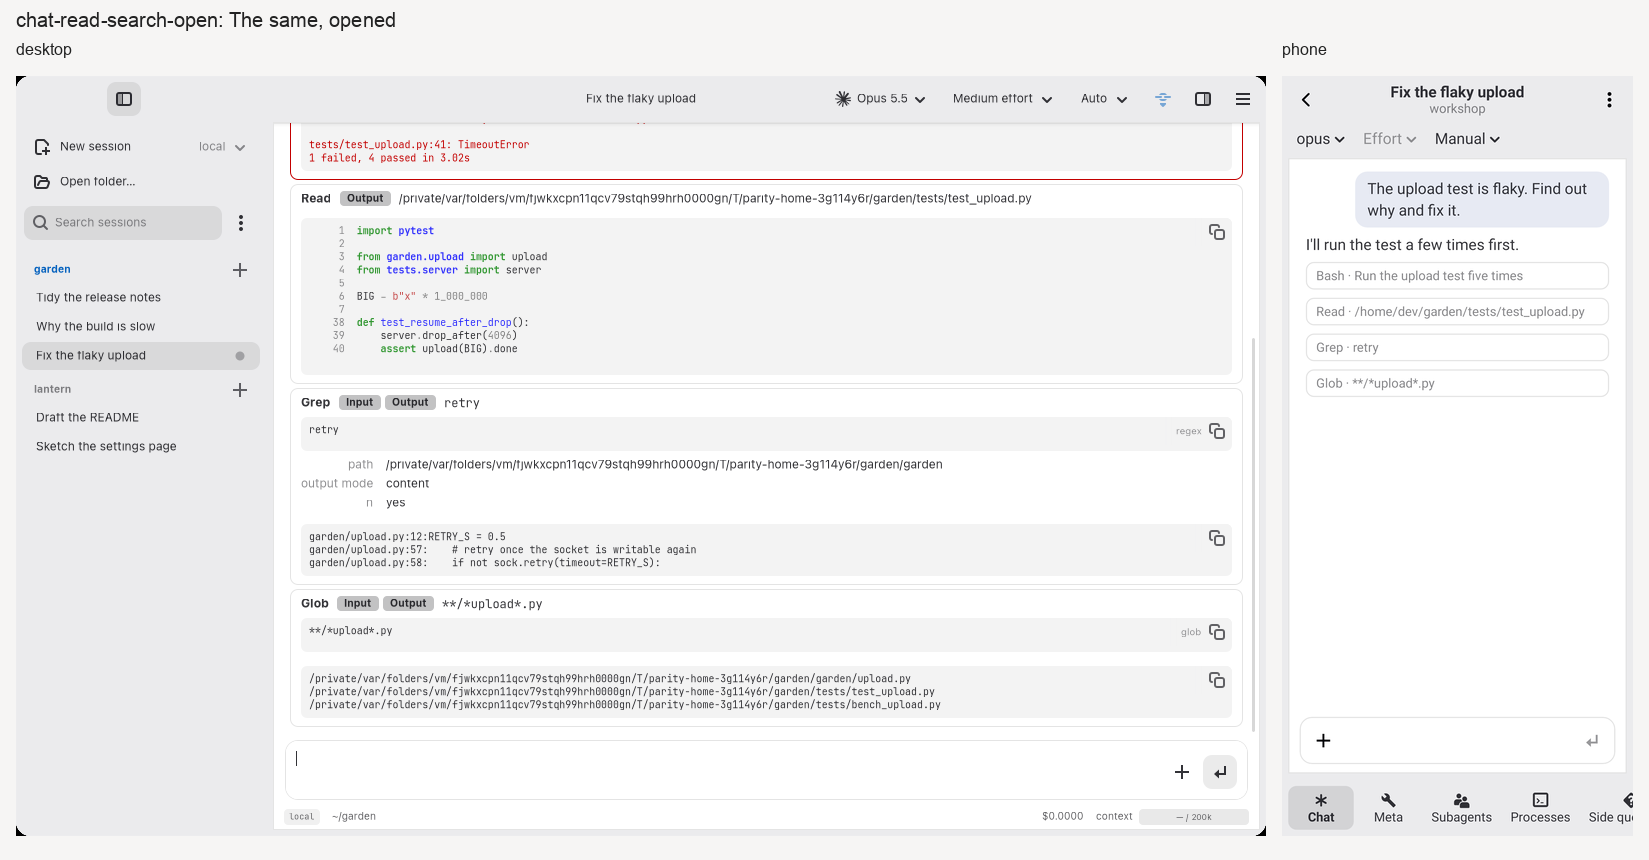 chat-read-search-open: The same, opened
desktop
Fix the flaky upload
Opus 5.5
Medium effort
Auto
New session
local
Open folder...
Search sessions
garden
Tidy the release notes
Why the build is slow
Fix the flaky upload
lantern
Draft the README
Sketch the settings page
tests/test_upload.py:41: TimeoutError
1 failed, 4 passed in 3.02s
Read Output /private/var/folders/vm/fjwkxcpn11qcv79stqh99hrh0000gn/T/parity-home-3g114y6r/garden/tests/test_upload.py
1 import pytest
2
3 from garden.upload import upload
4 from tests.server import server
5
6 BIG = b"x" * 1_000_000
7
38 def test_resume_after_drop():
39 server.drop_after(4096)
40 assert upload(BIG).done
Grep Input Output retry
retry
regex
path /private/var/folders/vm/fjwkxcpn11qcv79stqh99hrh0000gn/T/parity-home-3g114y6r/garden/garden
output mode content
n yes
garden/upload.py:12:RETRY_S = 0.5
garden/upload.py:57: # retry once the socket is writable again
garden/upload.py:58: if not sock.retry(timeout=RETRY_S):
Glob Input Output **/*upload*.py
**/*upload*.py
glob
/private/var/folders/vm/fjwkxcpn11qcv79stqh99hrh0000gn/T/parity-home-3g114y6r/garden/garden/upload.py
/private/var/folders/vm/fjwkxcpn11qcv79stqh99hrh0000gn/T/parity-home-3g114y6r/garden/tests/test_upload.py
/private/var/folders/vm/fjwkxcpn11qcv79stqh99hrh0000gn/T/parity-home-3g114y6r/garden/tests/bench_upload.py
local ~/garden
$0.0000 context — / 200k
phone
Fix the flaky upload
workshop
opus Effort Manual
The upload test is flaky. Find out
why and fix it.
I'll run the test a few times first.
Bash · Run the upload test five times
Read · /home/dev/garden/tests/test_upload.py
Grep · retry
Glob · **/*upload*.py
Chat
Meta
Subagents
Processes
Side qu